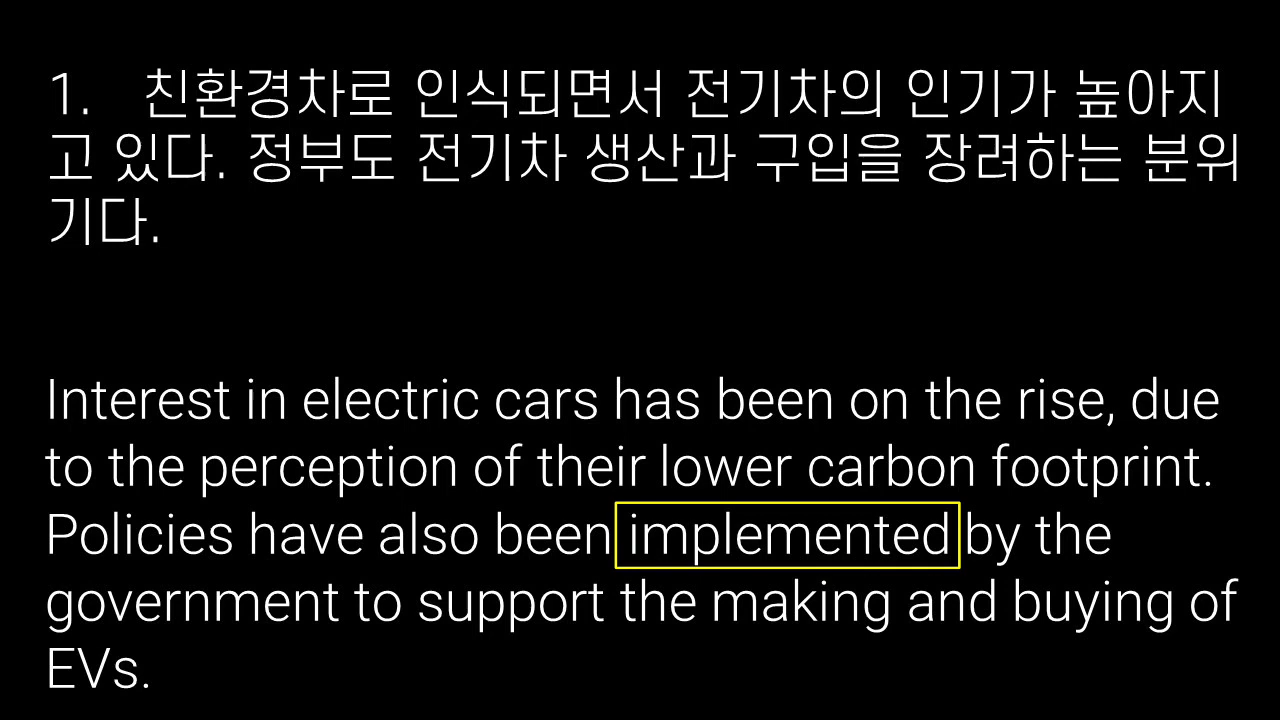 1. 친환경차로 인식되면서 전기차의 인기가 높아지
고 있다. 정부도 전기차 생산과 구입을 장려하는 분위
기다.
Interest in electric cars has been on the rise, due
to the perception of their lower carbon footprint.
Policies have also been implemented by the
government to support the making and buying of
EVs.